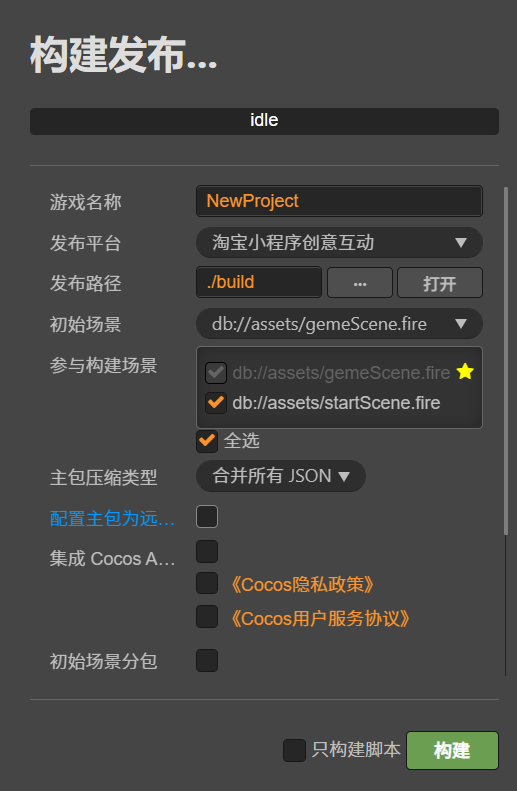 构建发布...
idle
游戏名称 NewProject
发布平台 淘宝小程序创意互动
发布路径 ./build ... 打开
初始场景 db://assets/gemeScene.fire
参与构建场景 db://assets/gemeScene.fire
db://assets/startScene.fire
全选
主包压缩类型 合并所有 JSON
配置主包为远...
集成 Cocos A...
《Cocos隐私政策》
《Cocos用户服务协议》
初始场景分包
只构建脚本 构建